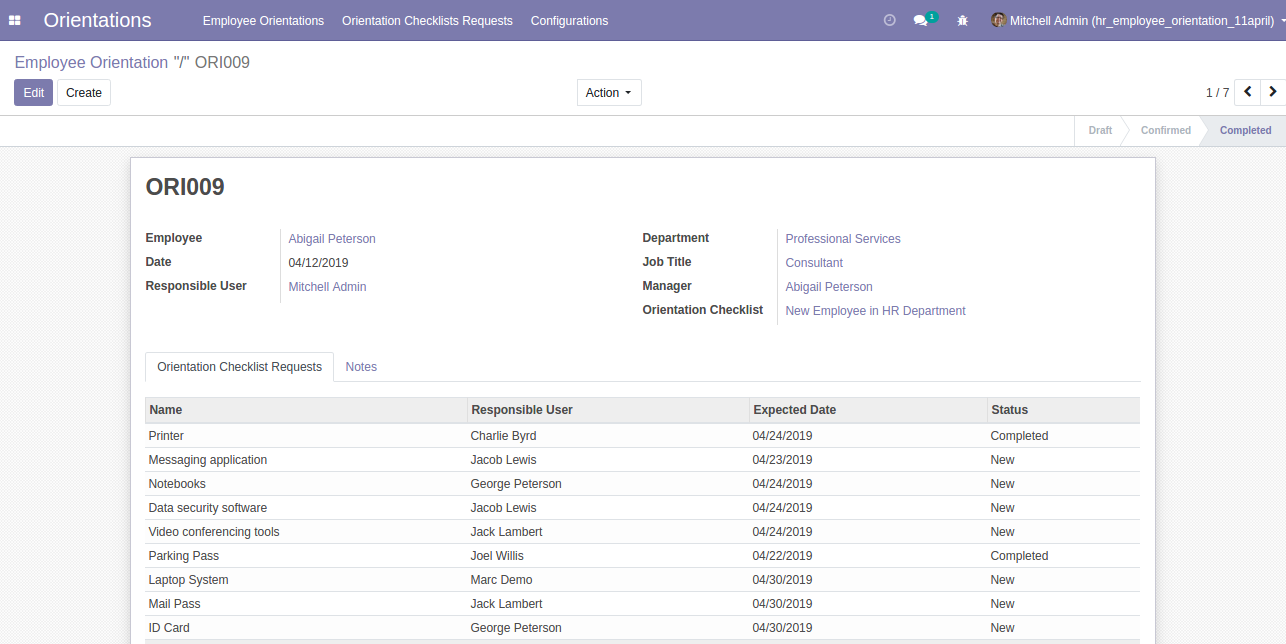 Orientations Employee Orientations Orientation Checklists Requests Configurations 1 Mitchell Admin (hr_employee_orientation_11april)
Employee Orientation "/" ORI009
Edit Create Action 1 / 7
Draft Confirmed Completed
ORI009
Employee Abigail Peterson Department Professional Services
Date 04/12/2019 Job Title Consultant
Responsible User Mitchell Admin Manager Abigail Peterson
Orientation Checklist New Employee in HR Department
Orientation Checklist Requests Notes
Name Responsible User Expected Date Status
Printer Charlie Byrd 04/24/2019 Completed
Messaging application Jacob Lewis 04/23/2019 New
Notebooks George Peterson 04/24/2019 New
Data security software Jacob Lewis 04/24/2019 New
Video conferencing tools Jack Lambert 04/24/2019 New
Parking Pass Joel Willis 04/22/2019 Completed
Laptop System Marc Demo 04/30/2019 New
Mail Pass Jack Lambert 04/30/2019 New
ID Card George Peterson 04/30/2019 New